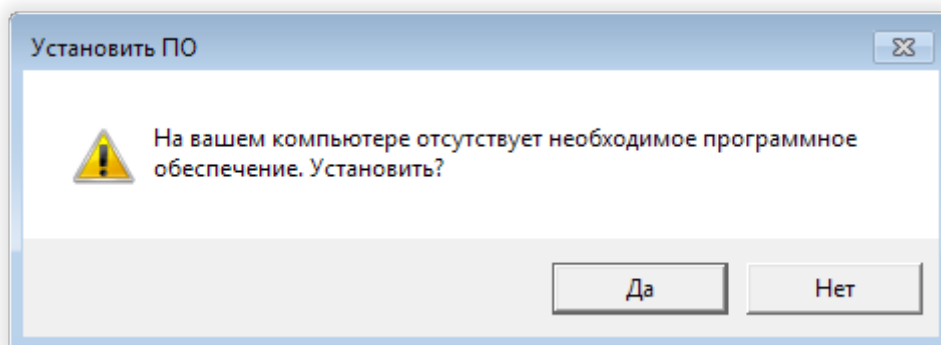 Установить ПО
На вашем компьютере отсутствует необходимое программное
обеспечение. Установить?
Да
Нет